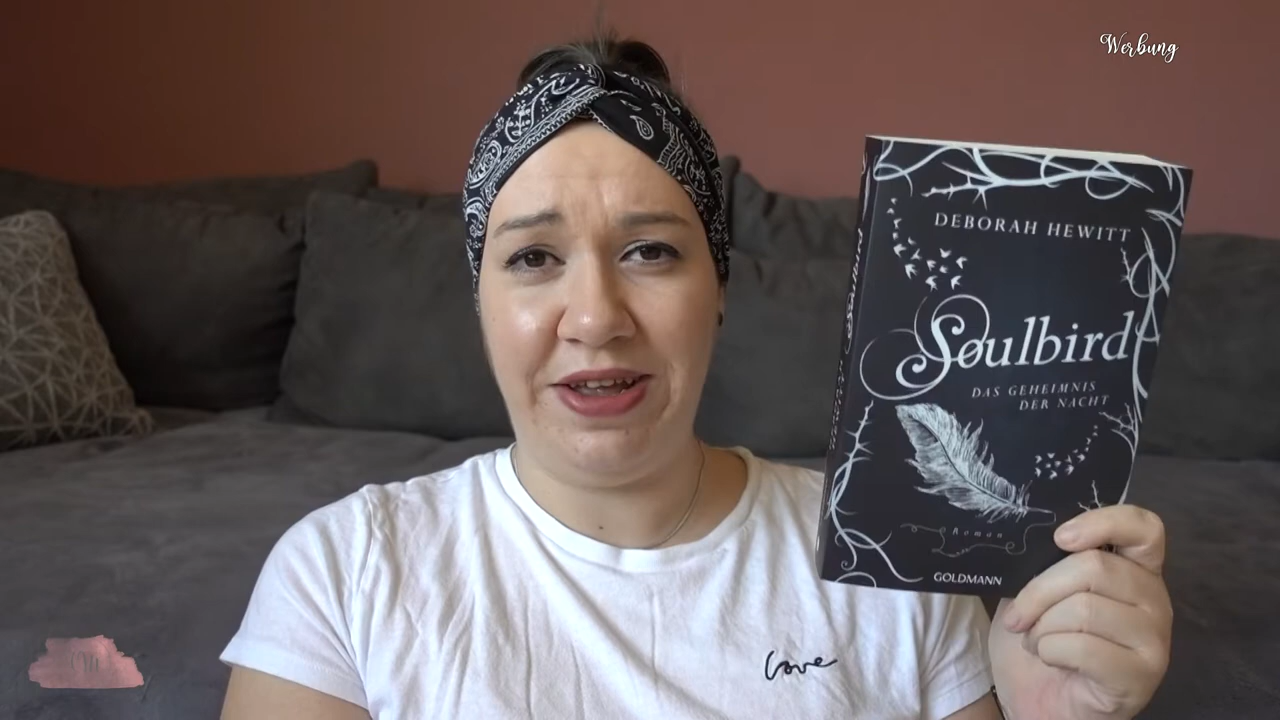 Werbung
DEBORAH HEWITT
Soulbird
DAS GEHEIMNIS
DER NACHT
Roman
GOLDMANN
love